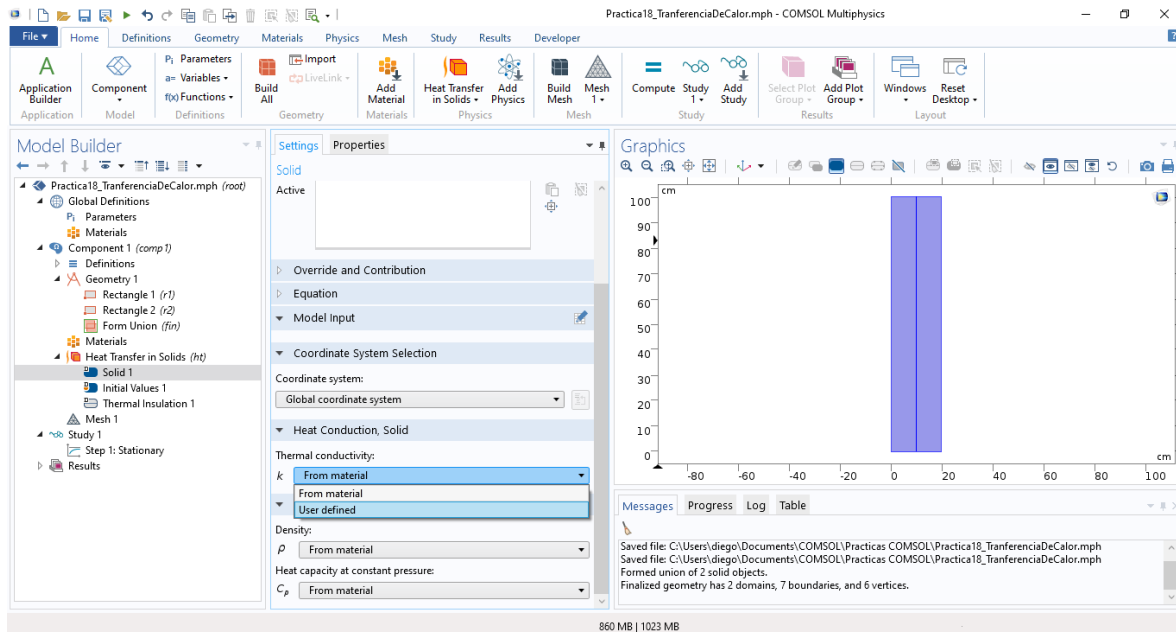 Practica18_TranferenciaDeCalor.mph - COMSOL Multiphysics
File Home Definitions Geometry Materials Physics Mesh Study Results Developer
Application Builder
Application
Component
Model
Pi Parameters
a= Variables
f(x) Functions
Definitions
Build All
Import
LiveLink
Geometry
Add Material
Materials
Heat Transfer in Solids
Add Physics
Physics
Build Mesh
Mesh 1
Mesh
Compute
Study 1
Add Study
Study
Select Plot Group
Add Plot Group
Results
Windows
Reset Desktop
Layout
Model Builder
Practica18_TranferenciaDeCalor.mph (root)
Global Definitions
Pi Parameters
Materials
Component 1 (comp1)
Definitions
Geometry 1
Rectangle 1 (r1)
Rectangle 2 (r2)
Form Union (fin)
Materials
Heat Transfer in Solids (ht)
Solid 1
Initial Values 1
Thermal Insulation 1
Mesh 1
Study 1
Step 1: Stationary
Results
Settings Properties
Solid
Active
Override and Contribution
Equation
Model Input
Coordinate System Selection
Coordinate system:
Global coordinate system
Heat Conduction, Solid
Thermal conductivity:
k From material
From material
User defined
Density:
ρ From material
Heat capacity at constant pressure:
Cp From material
Graphics
cm
100
90
80
70
60
50
40
30
20
10
0
cm
-80 -60 -40 -20 0 20 40 60 80 100
Messages Progress Log Table
Saved file: C:\Users\diego\Documents\COMSOL\Practicas COMSOL\Practica18_TranferenciaDeCalor.mph
Saved file: C:\Users\diego\Documents\COMSOL\Practicas COMSOL\Practica18_TranferenciaDeCalor.mph
Formed union of 2 solid objects.
Finalized geometry has 2 domains, 7 boundaries, and 6 vertices.
860 MB | 1023 MB